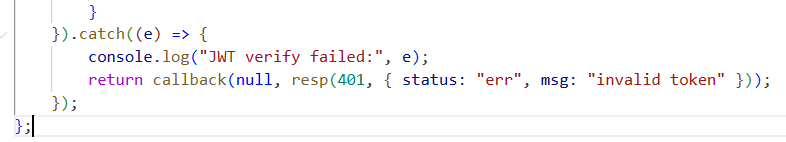 }
}).catch((e) => {
console.log("JWT verify failed:", e);
return callback(null, resp(401, { status: "err", msg: "invalid token" }));
});
};